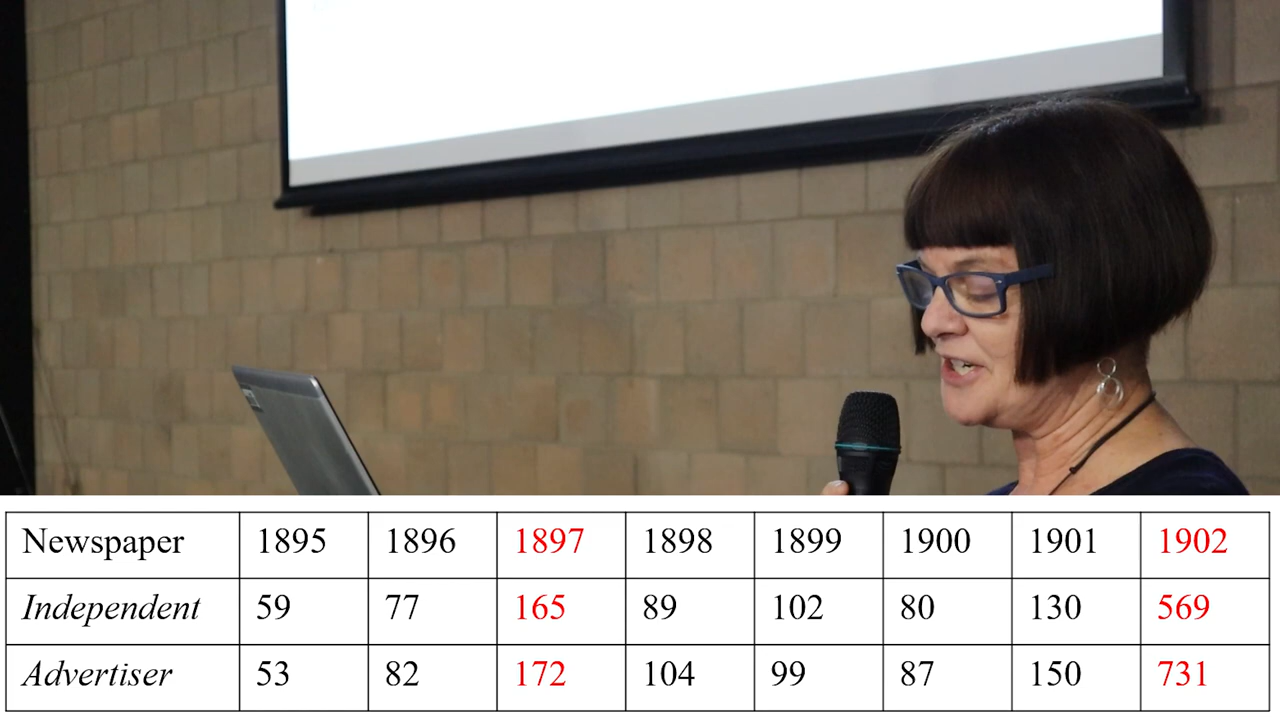 Newspaper 1895 1896 1897 1898 1899 1900 1901 1902
Independent 59 77 165 89 102 80 130 569
Advertiser 53 82 172 104 99 87 150 731